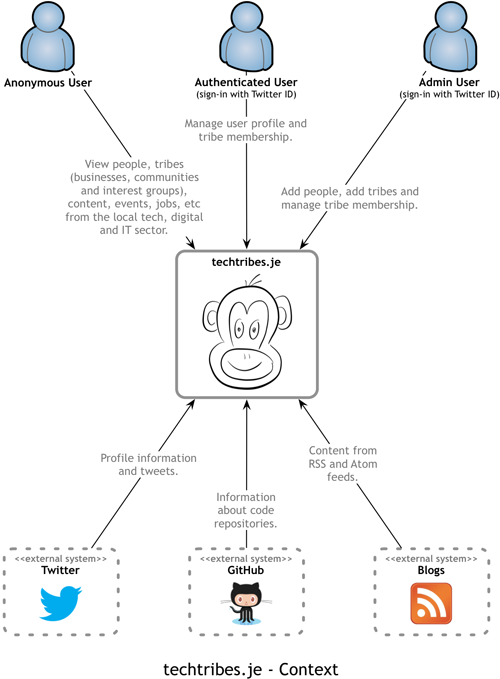 Anonymous User
Authenticated User
(sign-in with Twitter ID)
Admin User
(sign-in with Twitter ID)
Manage user profile and
tribe membership.
View people, tribes
(businesses, communities
and interest groups),
content, events, jobs, etc
from the local tech, digital
and IT sector.
Add people, add tribes and
manage tribe membership.
techtribes.je
Profile information
and tweets.
Information
about code
repositories.
Content from
RSS and Atom
feeds.
<<external system>>
Twitter
<<external system>>
GitHub
<<external system>>
Blogs
techtribes.je - Context